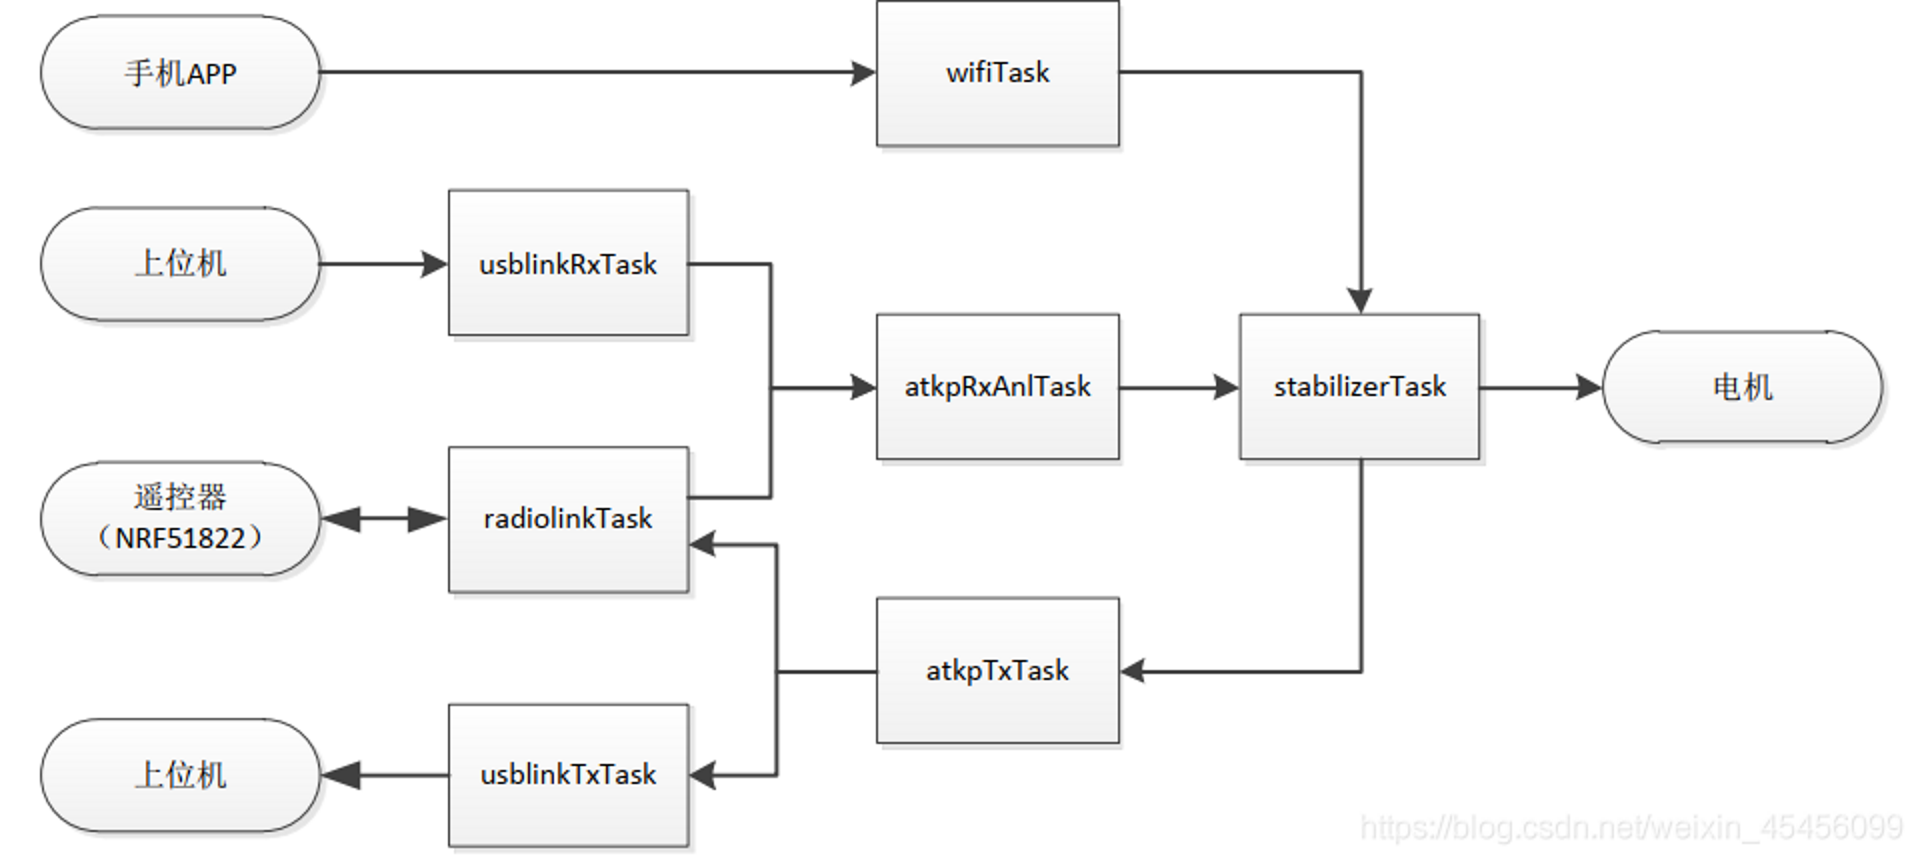 手机APP
wifiTask
上位机
usblinkRxTask
atkpRxAnlTask
stabilizerTask
电机
遥控器
（NRF51822）
radiolinkTask
atkpTxTask
上位机
usblinkTxTask
https://blog.csdn.net/weixin_45456099